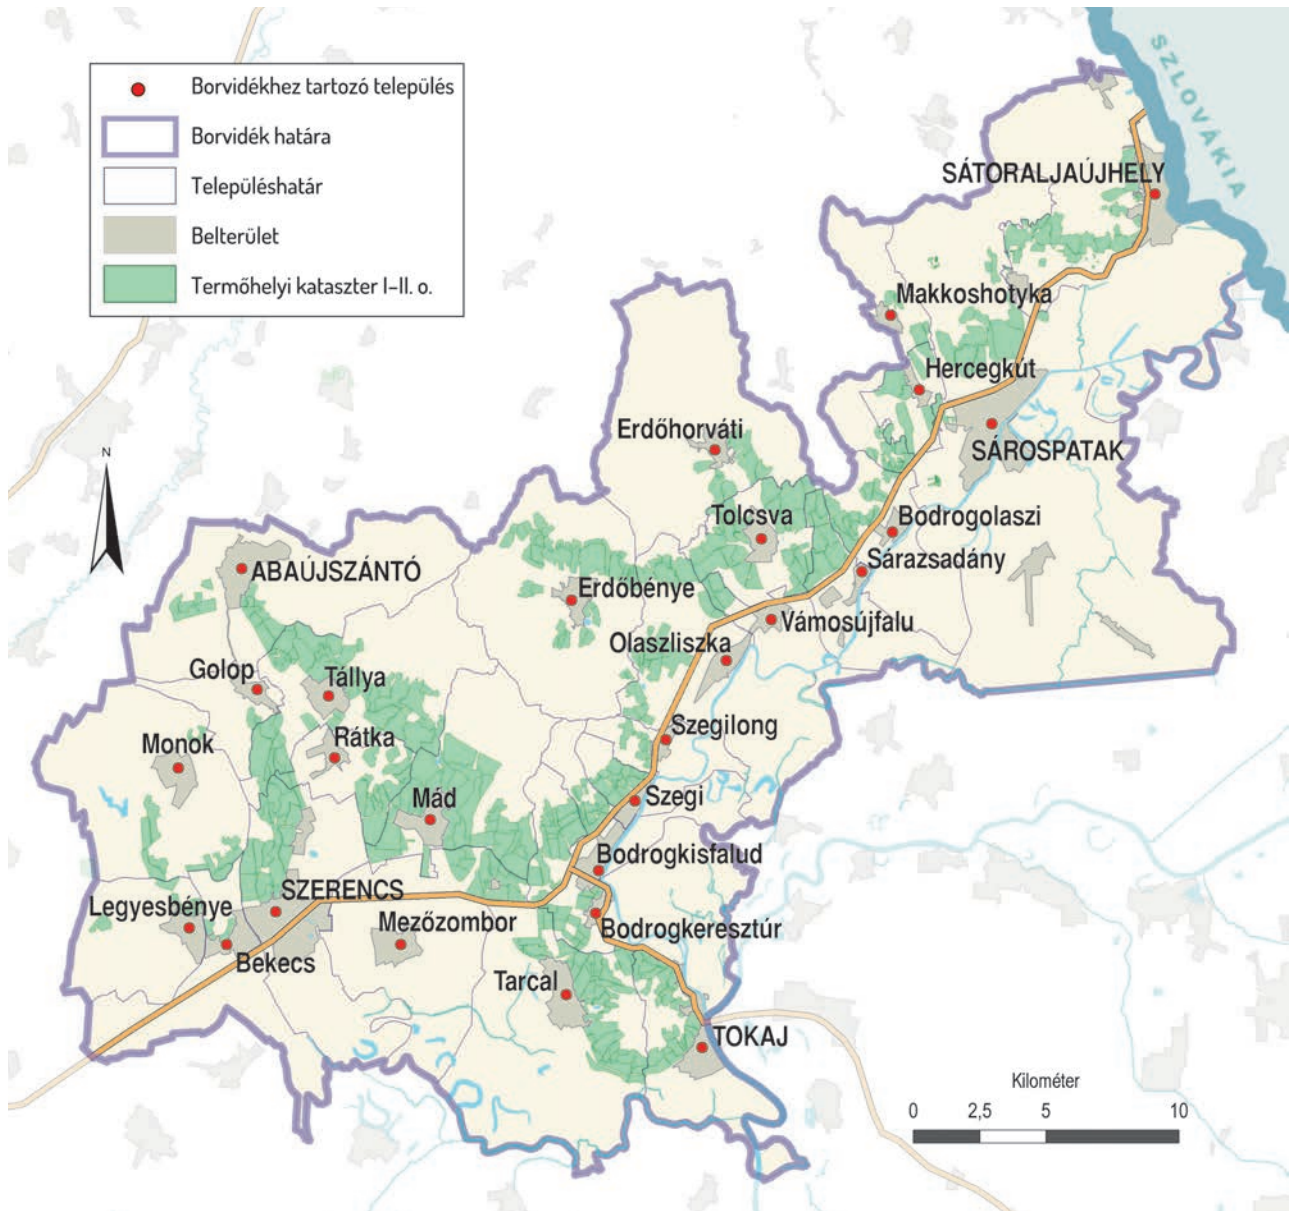 Borvidékhez tartozó település
Borvidék határa
Településhatár
Belterület
Termőhelyi kataszter I–II. o.
SZLOVÁKIA
SÁTORALJAÚJHELY
Makkoshotyka
Hercegkút
Erdőhorváti
SÁROSPATAK
N
Tolcsva
Bodrogolaszi
Sárazsadány
ABAÚJSZÁNTÓ
Erdőbénye
Vámosújfalu
Olaszliszka
Golop
Tállya
Szegilong
Monok
Rátka
Mád
Szegi
Bodrogkisfalud
SZERENCS
Legyesbénye
Mezőzombor
Bodrogkeresztúr
Bekecs
Tarcal
TOKAJ
Kilométer
0 2,5 5 10